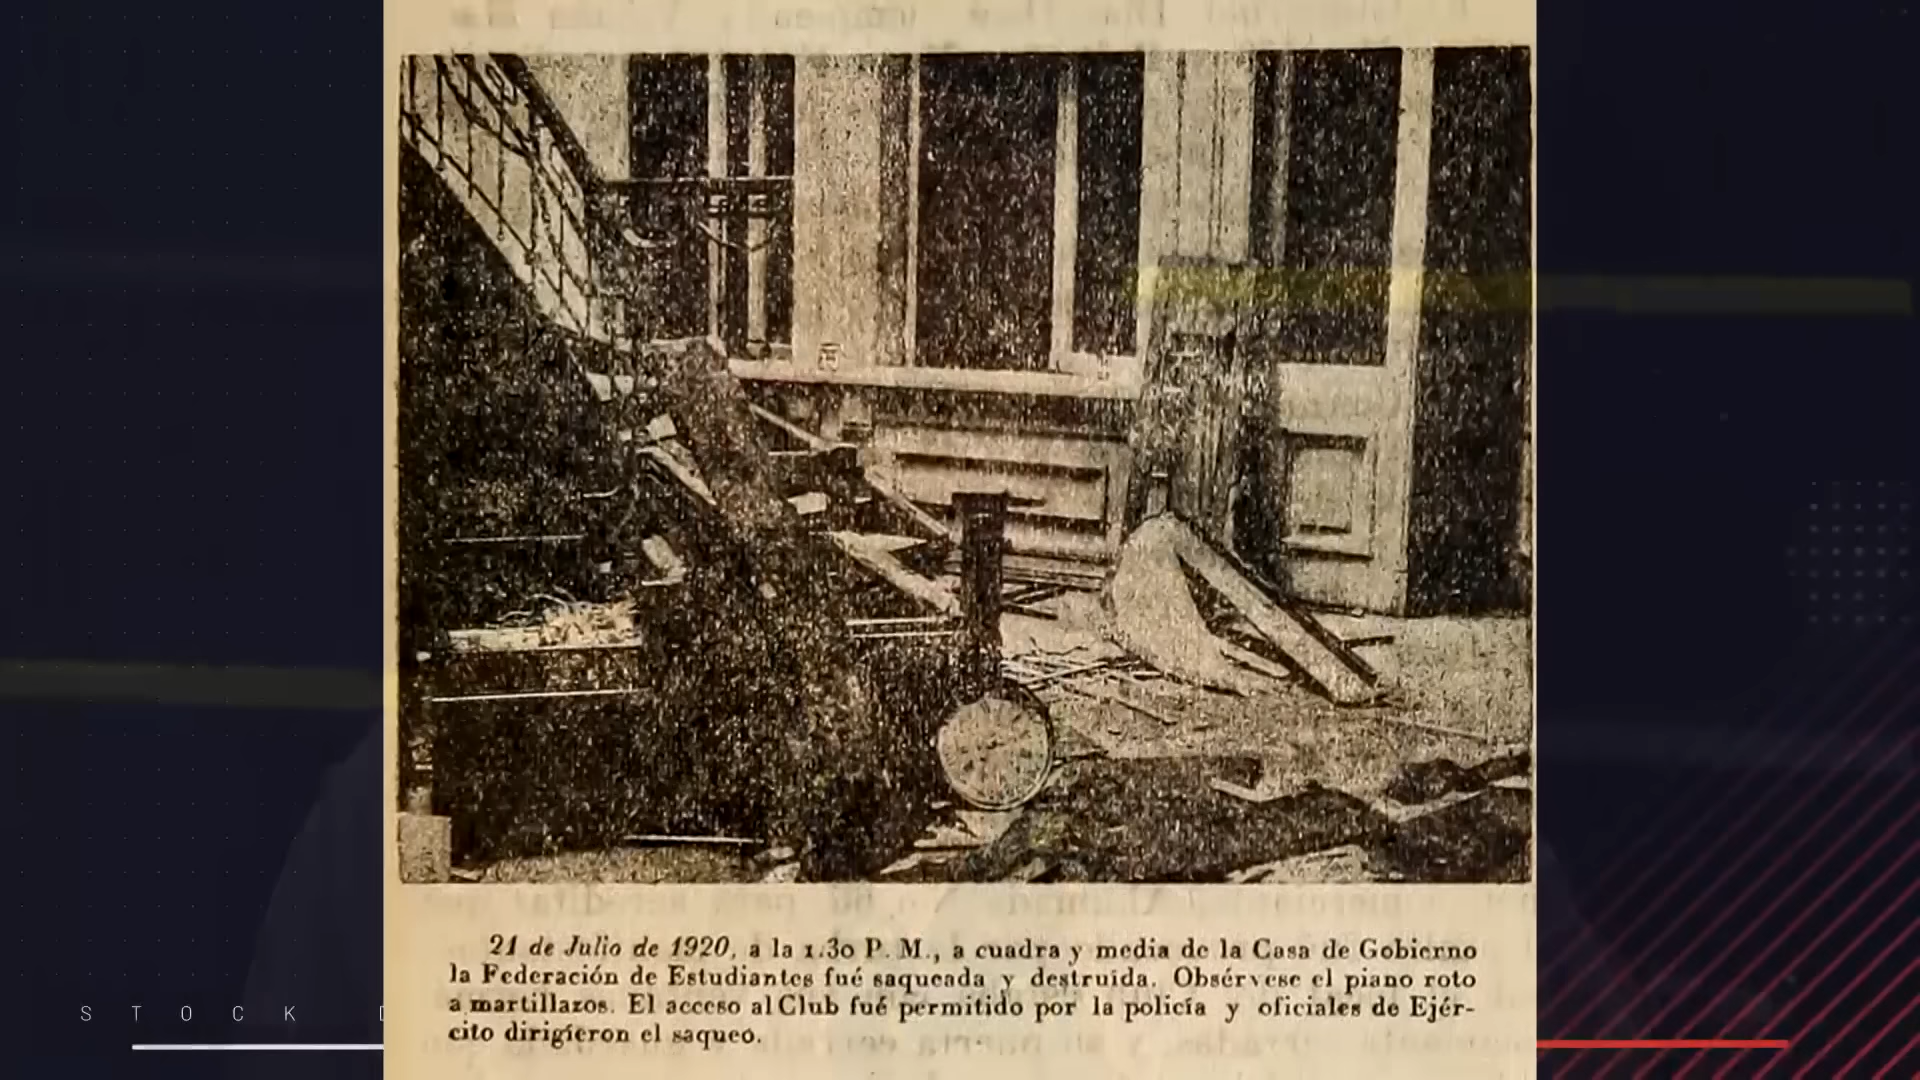 21 de Julio de 1920, a la 1.30 P. M., a cuadra y media de la Casa de Gobierno
la Federación de Estudiantes fué saqueada y destruida. Obsérvese el piano roto
a martillazos. El acceso al Club fué permitido por la policía y oficiales de Ejér-
cito dirigieron el saqueo.
STOCK